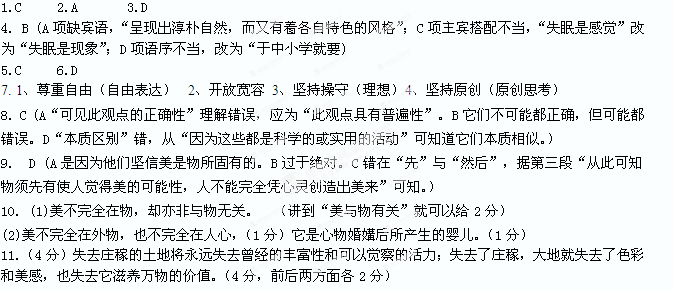 1.C 2.A 3.D
4. B(A项缺宾语,“呈现出淳朴自然,而又有着各自特色的风格”;C项主宾搭配不当,“失眠是感觉”改
为“失眠是现象”;D项语序不当,改为“于中小学就要)
5.C 6.D
7.1、尊重自由(自由表达) 2、开放宽容 3、坚持操守(理想)4、坚持原创(原创思考)
8.C(A“可见此观点的正确性”理解错误,应为“此观点具有普遍性”。B它们不可能都正确,但可能都
错误。D“本质区别”错,从“因为这些都是科学的或实用的活动”可知道它们本质相似。)
9. D(A是因为他们坚信美是物所固有的。B过于绝对。C错在“先”与“然后”,据第三段“从此可知
物须先有使人觉得美的可能性,人不能完全凭心灵创造出美来”可知。)
10.(1)美不完全在物,却亦非与物无关。 (讲到“美与物有关”就可以给2分)
(2)美不完全在外物,也不完全在人心,(1分)它是心物婚媾后所产生的婴儿。(1分)
11.(4分)失去庄稼的土地将永远失去曾经的丰富性和可以觉察的活力;失去了庄稼,大地就失去了色彩
和美感,也失去它滋养万物的价值。(4分,前后两方面各2分)